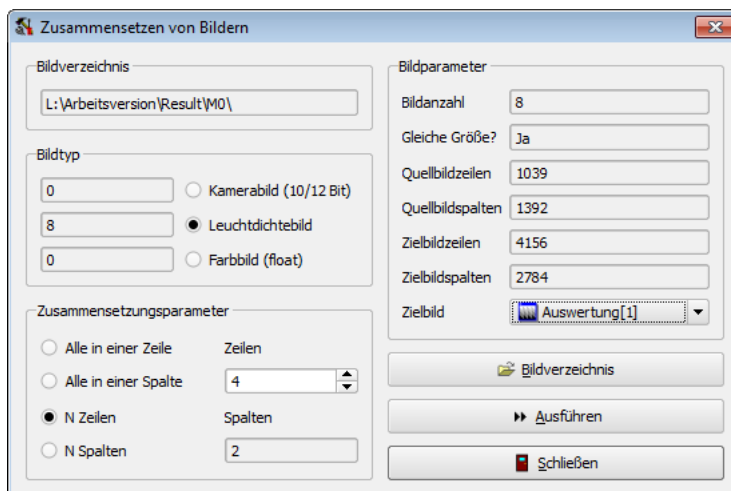 Zusammensetzen von Bildern
Bildverzeichnis
L:\Arbeitsversion\Result\M0\
Bildtyp
0 Kamerabild (10/12 Bit)
8 Leuchtdichtebild
0 Farbbild (float)
Zusammensetzungsparameter
Alle in einer Zeile Zeilen
Alle in einer Spalte 4
N Zeilen Spalten
N Spalten 2
Bildparameter
Bildanzahl 8
Gleiche Größe? Ja
Quellbildzeilen 1039
Quellbildspalten 1392
Zielbildzeilen 4156
Zielbildspalten 2784
Zielbild Auswertung[1]
Bildverzeichnis
Ausführen
Schließen